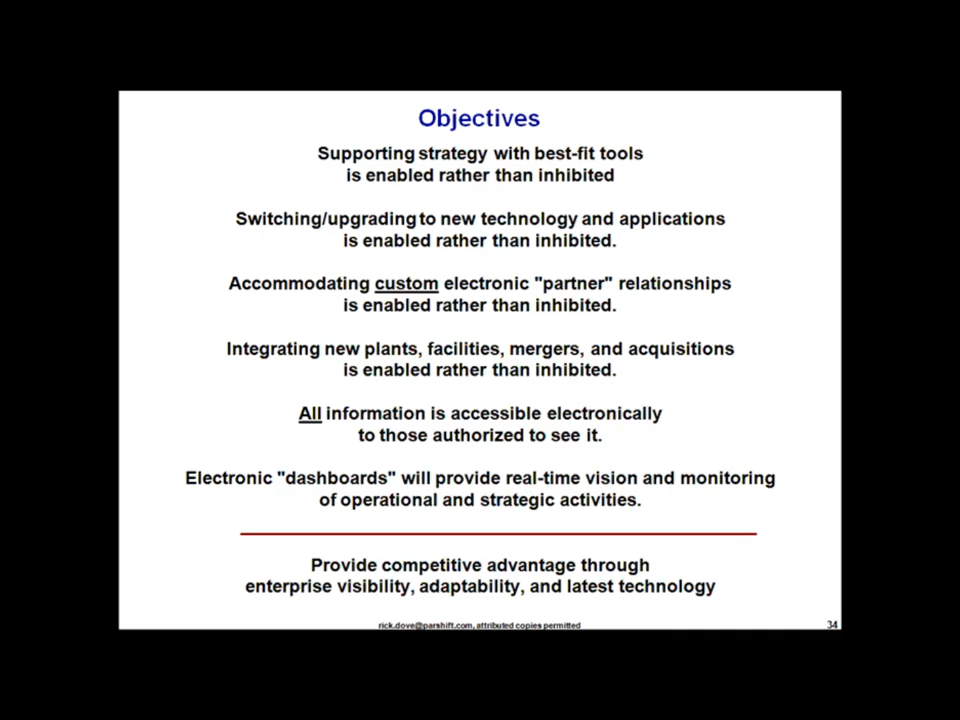 Objectives
Supporting strategy with best-fit tools
is enabled rather than inhibited
Switching/upgrading to new technology and applications
is enabled rather than inhibited.
Accommodating custom electronic "partner" relationships
is enabled rather than inhibited.
Integrating new plants, facilities, mergers, and acquisitions
is enabled rather than inhibited.
All information is accessible electronically
to those authorized to see it.
Electronic "dashboards" will provide real-time vision and monitoring
of operational and strategic activities.
Provide competitive advantage through
enterprise visibility, adaptability, and latest technology
rick.dove@parshift.com, attributed copies permitted
34